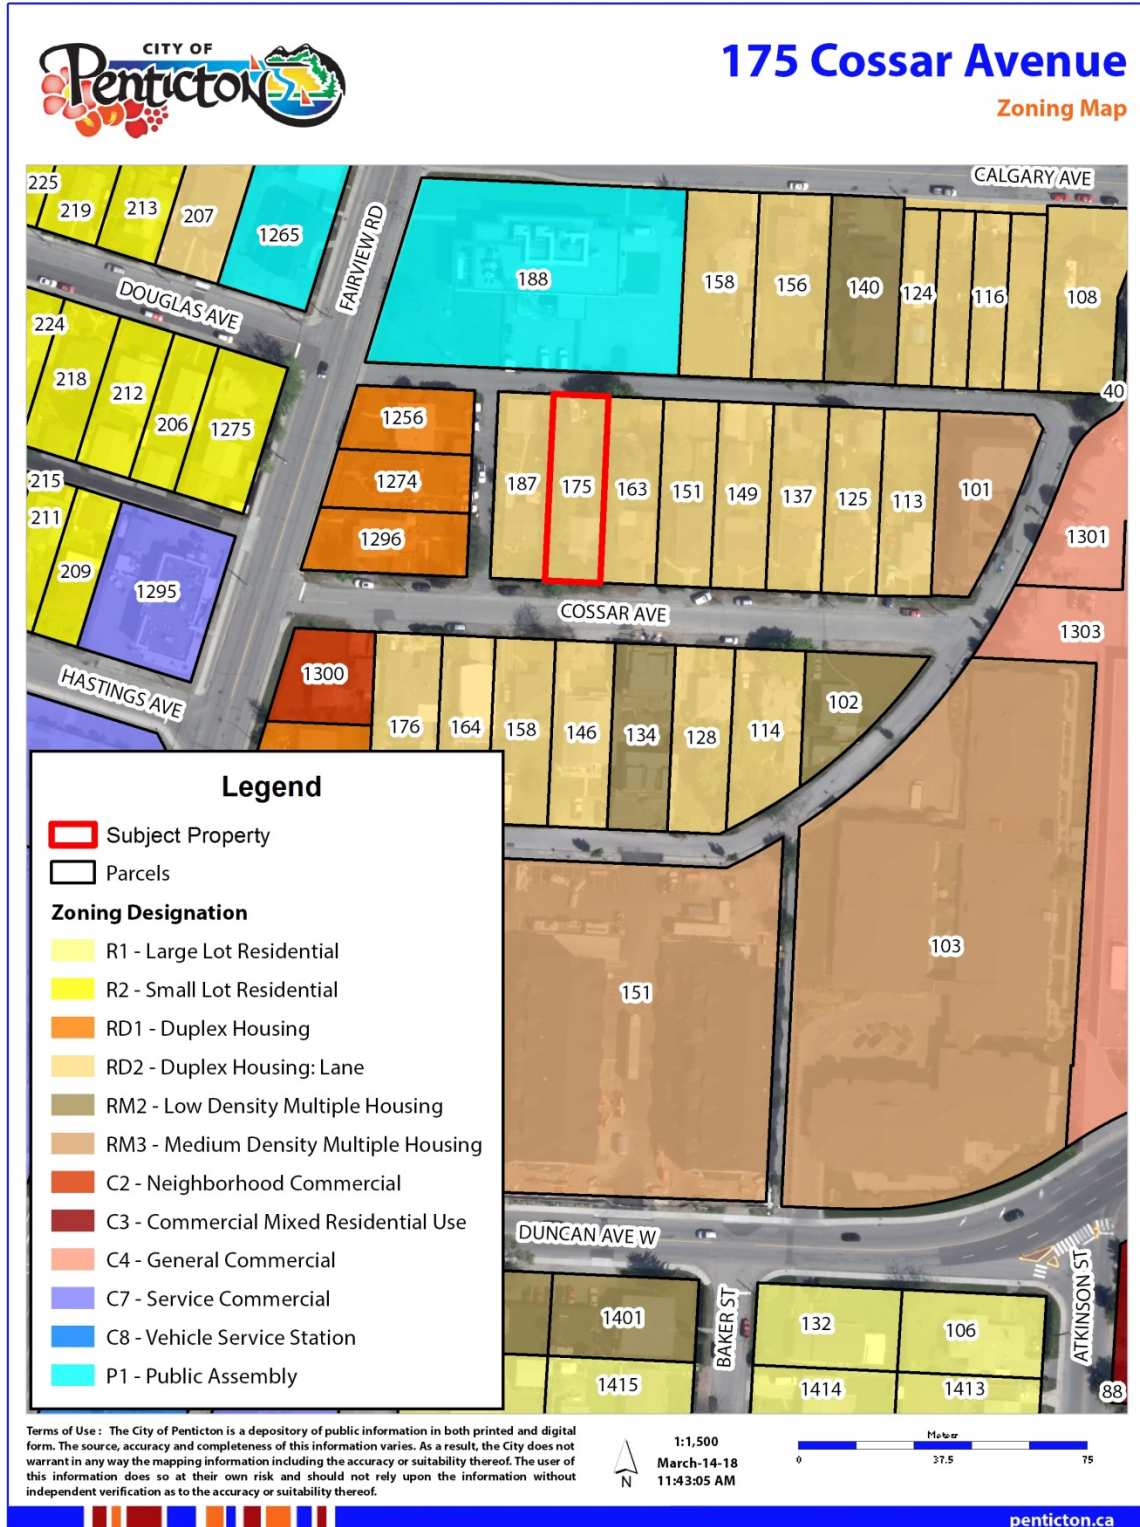 CITY OF
Penticton
175 Cossar Avenue
Zoning Map
CALGARY AVE
225
219
213
207
1265
FAIRVIEW RD
188
158
156
140
124
116
108
DOUGLAS AVE
224
218
212
206
1275
40
1256
1274
1296
187
175
163
151
149
137
125
113
101
1301
215
211
209
1295
COSSAR AVE
1303
HASTINGS AVE
1300
176
164
158
146
134
128
114
102
103
151
DUNCAN AVE W
BAKER ST
ATKINSON ST
1401
132
106
1415
1414
1413
88
Legend
Subject Property
Parcels
Zoning Designation
R1 - Large Lot Residential
R2 - Small Lot Residential
RD1 - Duplex Housing
RD2 - Duplex Housing: Lane
RM2 - Low Density Multiple Housing
RM3 - Medium Density Multiple Housing
C2 - Neighborhood Commercial
C3 - Commercial Mixed Residential Use
C4 - General Commercial
C7 - Service Commercial
C8 - Vehicle Service Station
P1 - Public Assembly
Terms of Use : The City of Penticton is a depository of public information in both printed and digital
form. The source, accuracy and completeness of this information varies. As a result, the City does not
warrant in any way the mapping information including the accuracy or suitability thereof. The user of
this information does so at their own risk and should not rely upon the information without
independent verification as to the accuracy or suitability thereof.
N
1:1,500
March-14-18
11:43:05 AM
Meters
0 37.5 75
penticton.ca